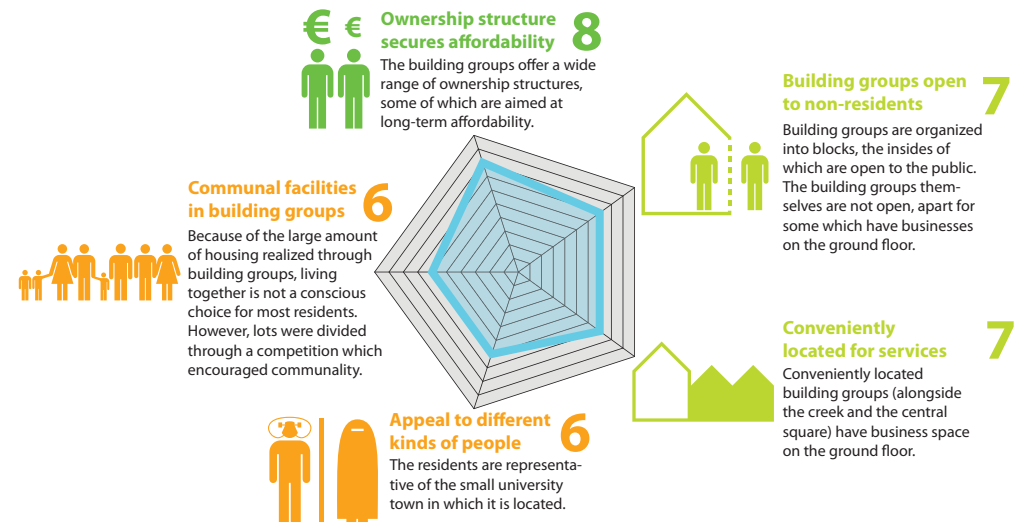 € €
Ownership structure
secures affordability 8
The building groups offer a wide
range of ownership structures,
some of which are aimed at
long-term affordability.
Building groups open
to non-residents 7
Building groups are organized
into blocks, the insides of
which are open to the public.
The building groups them-
selves are not open, apart for
some which have businesses
on the ground floor.
Communal facilities
in building groups 6
Because of the large amount
of housing realized through
building groups, living
together is not a conscious
choice for most residents.
However, lots were divided
through a competition which
encouraged communality.
Conveniently
located for services 7
Conveniently located
building groups (alongside
the creek and the central
square) have business space
on the ground floor.
Appeal to different
kinds of people 6
The residents are representa-
tive of the small university
town in which it is located.